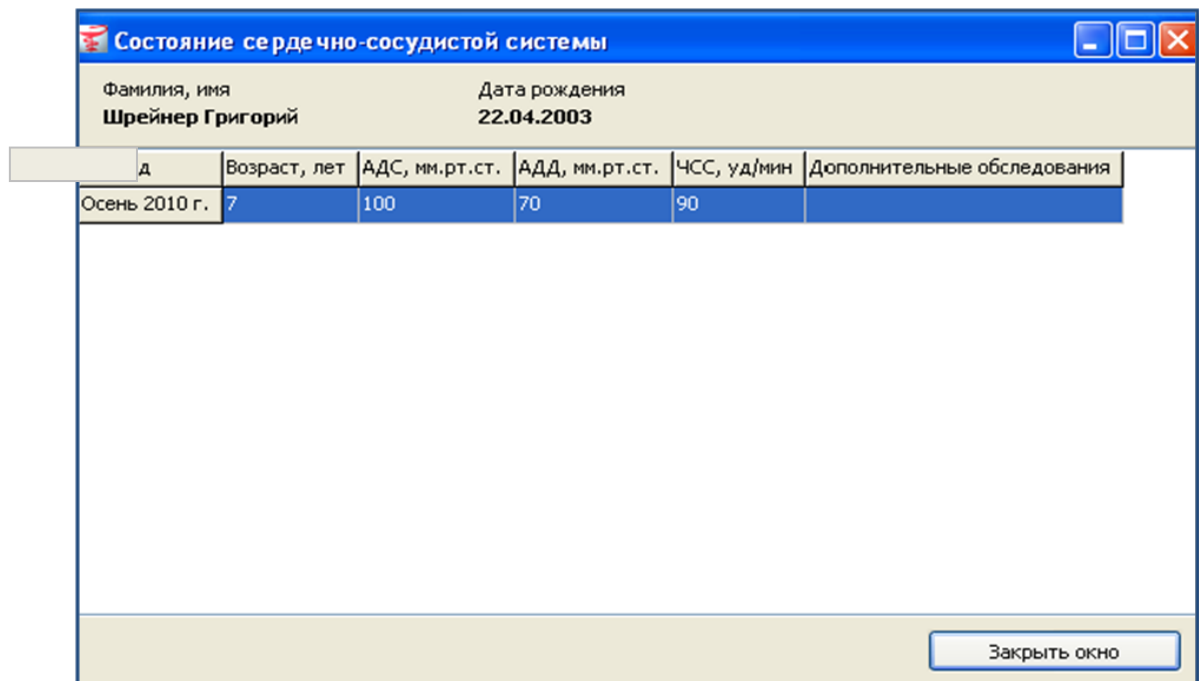 Состояние сердечно-сосудистой системы
Фамилия, имя Дата рождения
Шрейнер Григорий 22.04.2003
д Возраст, лет АДС, мм.рт.ст. АДД, мм.рт.ст. ЧСС, уд/мин Дополнительные обследования
Осень 2010 г. 7 100 70 90
Закрыть окно